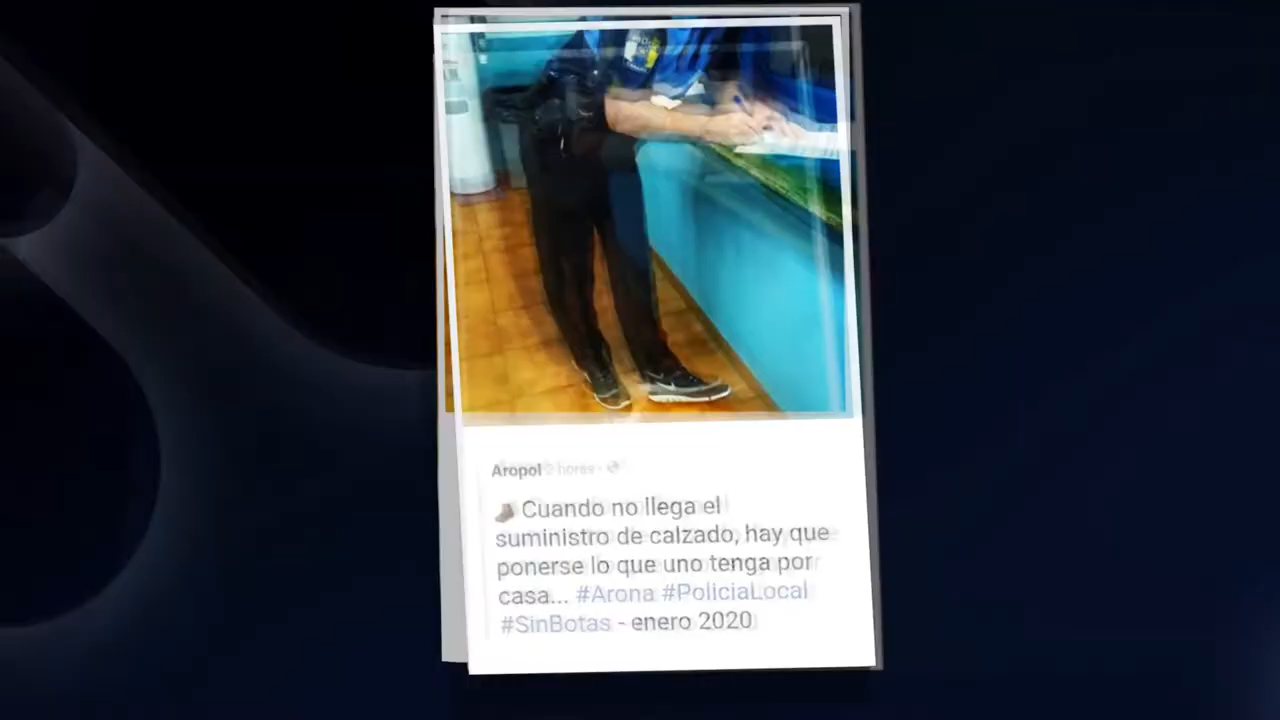 Aropol horas ·
Cuando no llega el
suministro de calzado, hay que
ponerse lo que uno tenga por
casa... #Arona #PoliciaLocal
#SinBotas - enero 2020